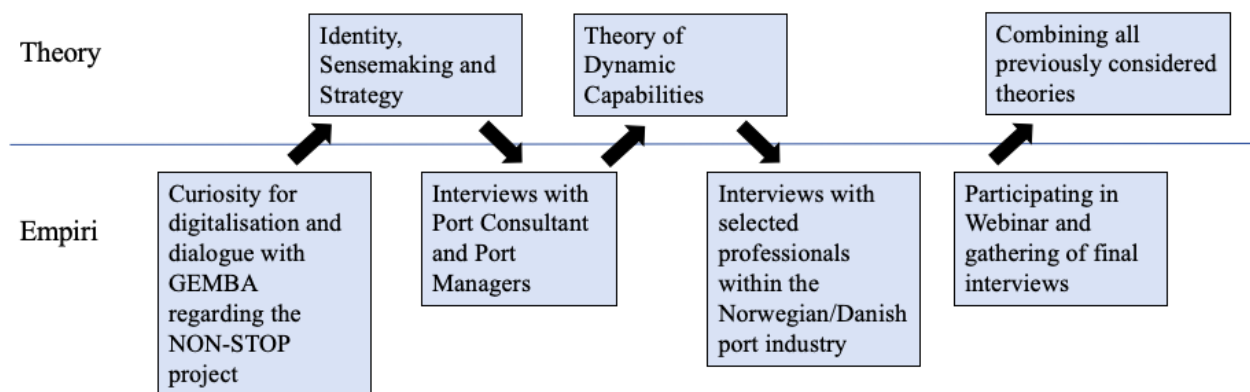 Theory
Identity,
Sensemaking and
Strategy
Theory of
Dynamic
Capabilities
Combining all
previously considered
theories
Empiri
Curiosity for
digitalisation and
dialogue with
GEMBA
regarding the
NON-STOP
project
Interviews with
Port Consultant
and Port
Managers
Interviews with
selected
professionals
within the
Norwegian/Danish
port industry
Participating in
Webinar and
gathering of final
interviews